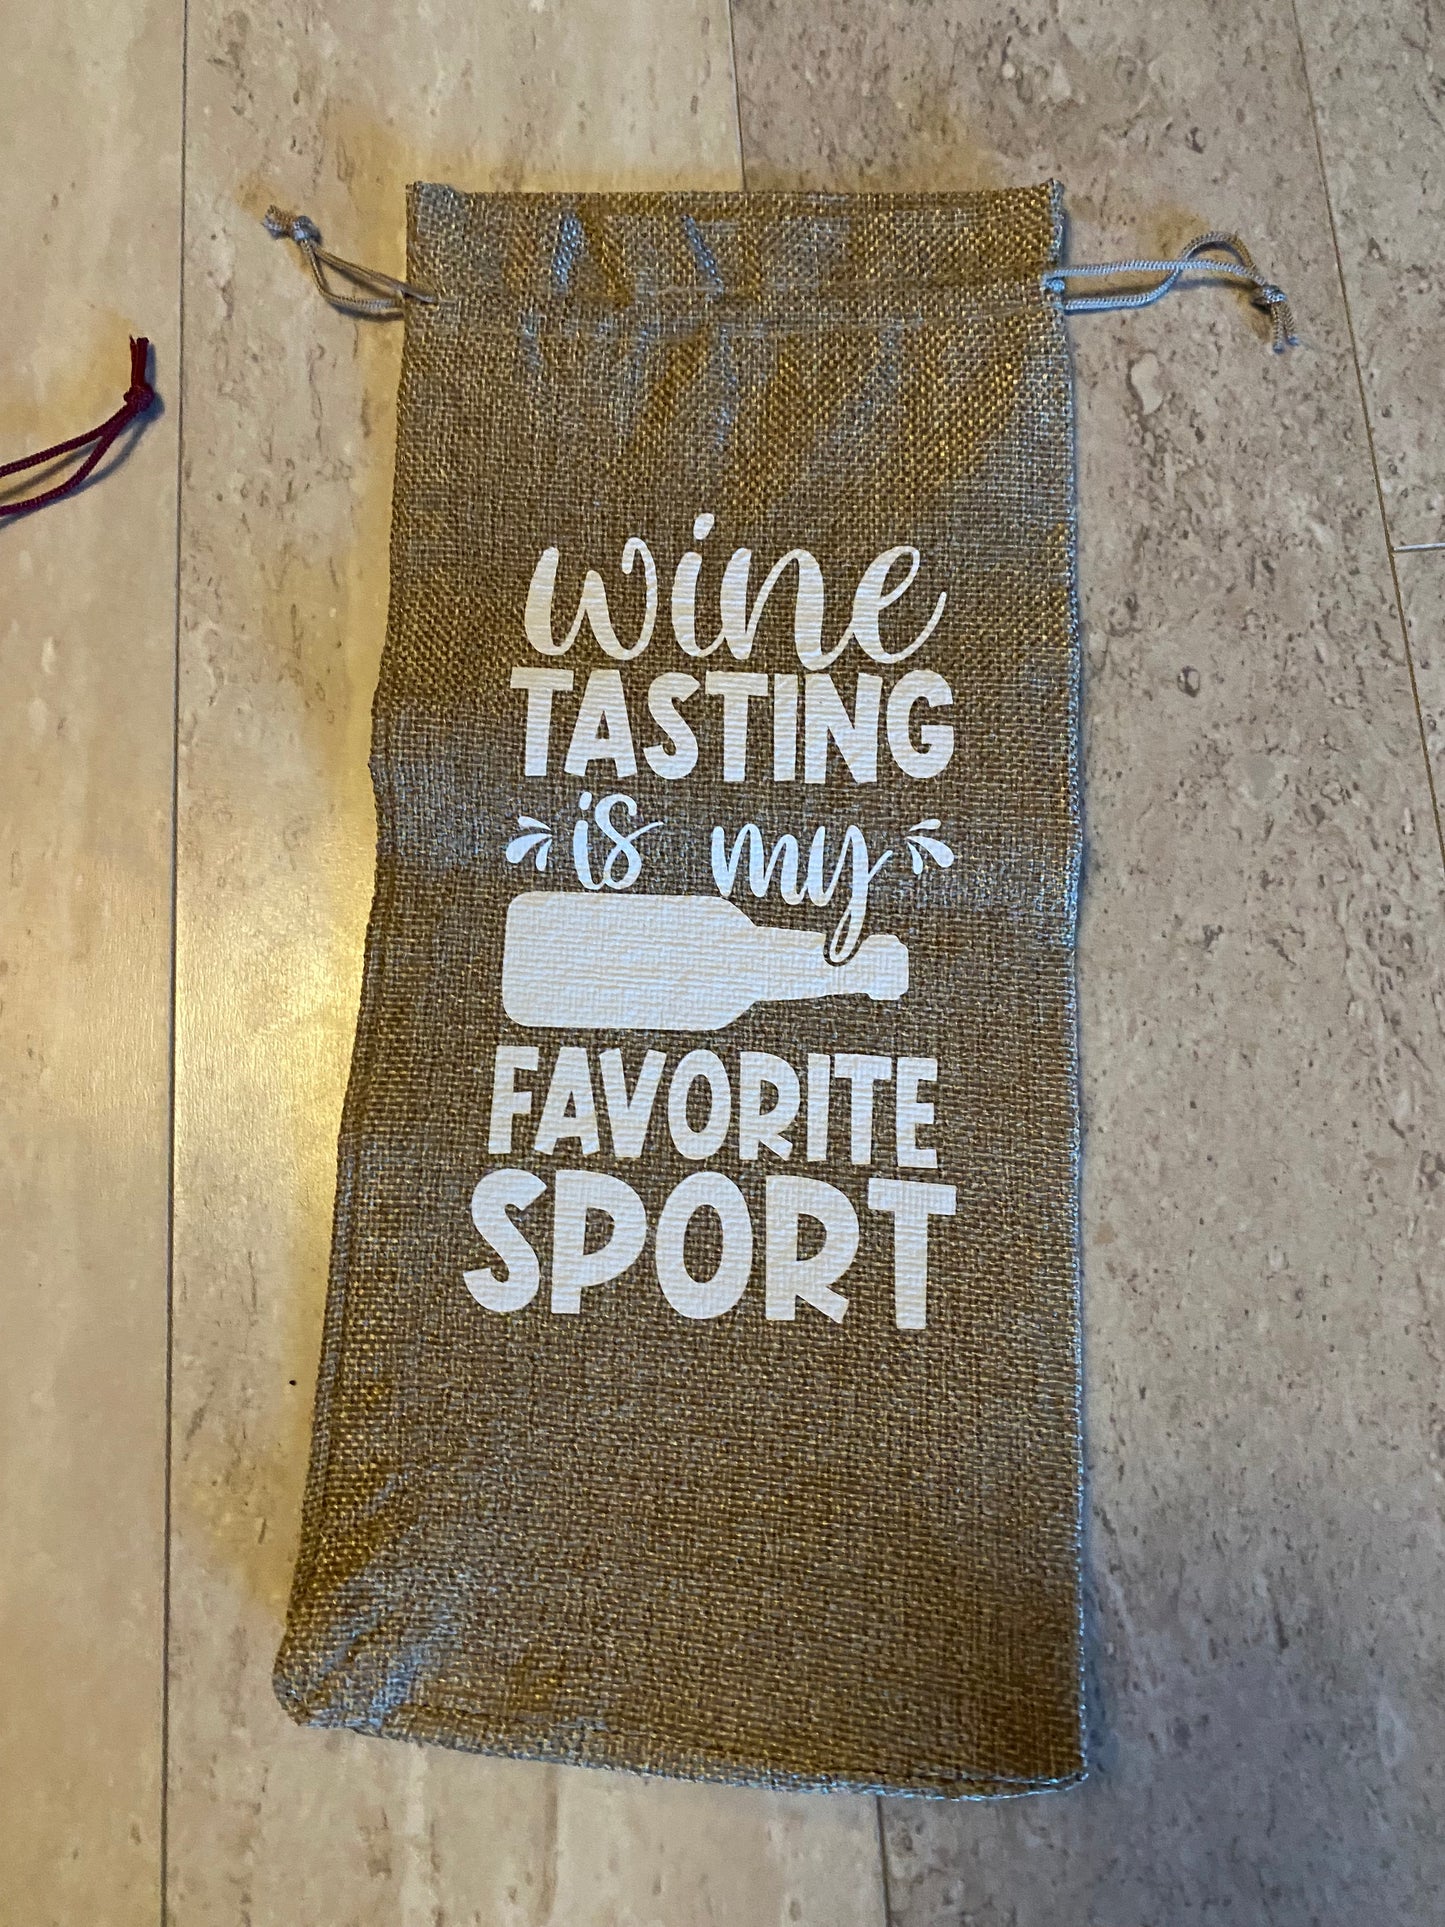 wine
TASTING
is my
FAVORITE
SPORT